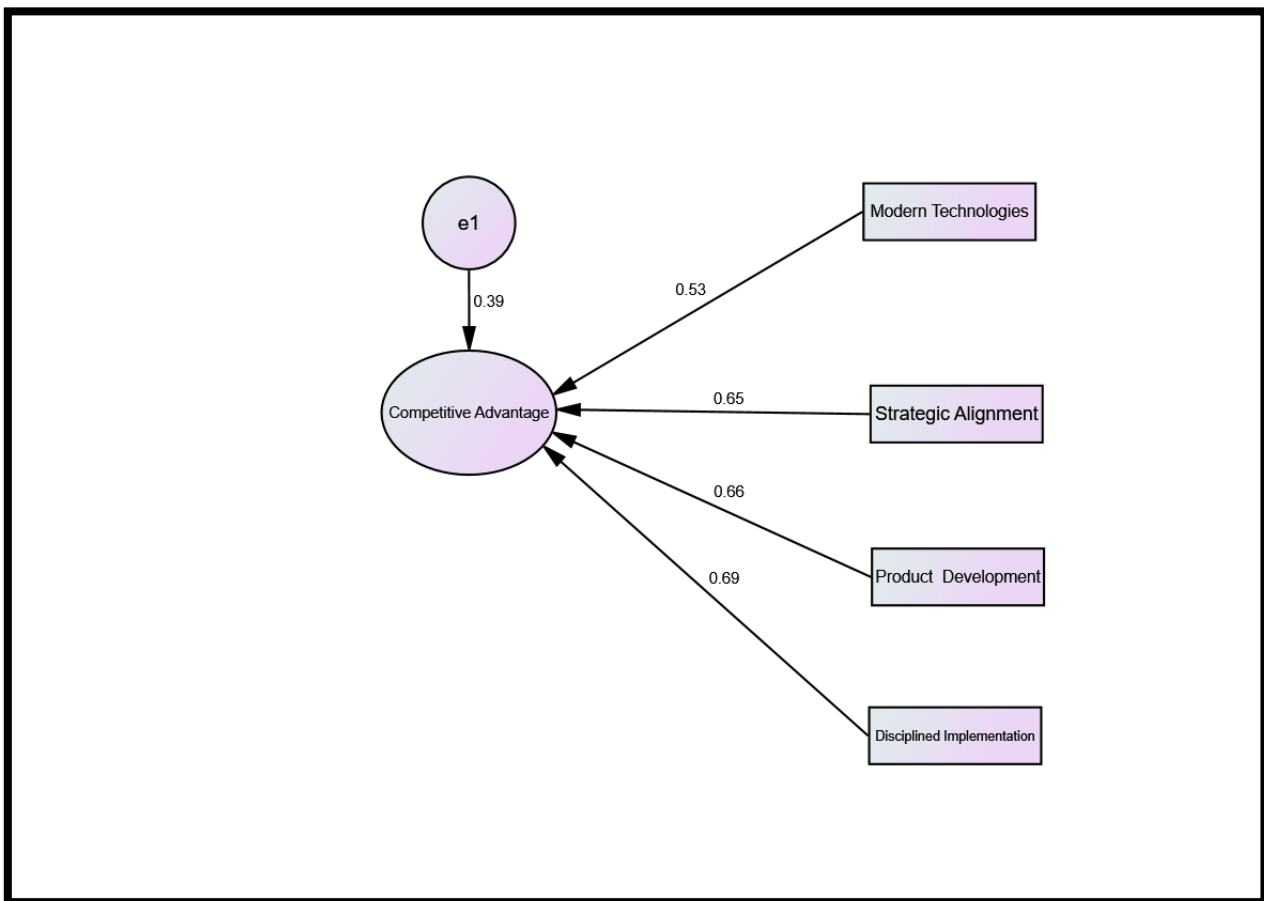 e1
Modern Technologies
0.53
0.39
Competitive Advantage
0.65
Strategic Alignment
0.66
Product  Development
0.69
Disciplined Implementation